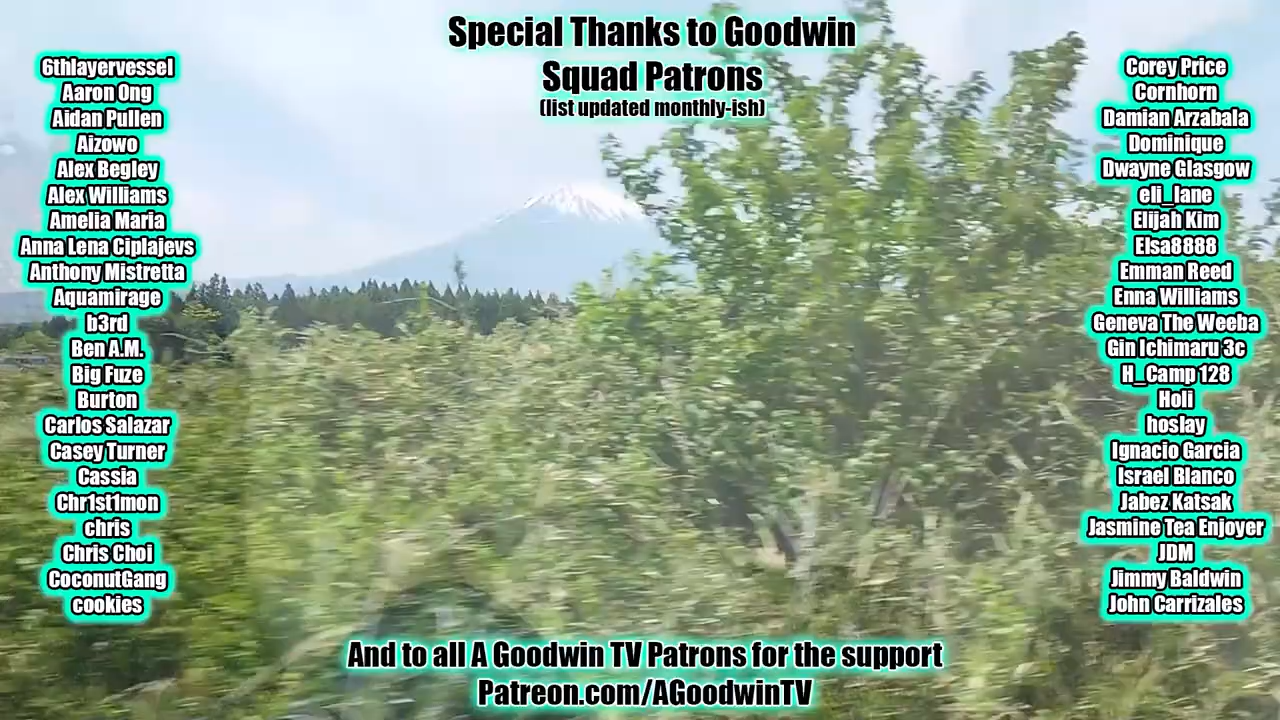 Special Thanks to Goodwin
Squad Patrons
(list updated monthly-ish)
6thlayervessel
Aaron Ong
Aidan Pullen
Aizowo
Alex Begley
Alex Williams
Amelia Maria
Anna Lena Ciplajevs
Anthony Mistretta
Aquamirage
b3rd
Ben A.M.
Big Fuze
Burton
Carlos Salazar
Casey Turner
Cassia
Chr1st1mon
chris
Chris Choi
CoconutGang
cookies
Corey Price
Cornhorn
Damian Arzabala
Dominique
Dwayne Glasgow
eli_lane
Elijah Kim
Elsa8888
Emman Reed
Enna Williams
Geneva The Weeba
Gin Ichimaru 3c
H_Camp 128
Holi
hoslay
Ignacio Garcia
Israel Blanco
Jabez Katsak
Jasmine Tea Enjoyer
JDM
Jimmy Baldwin
John Carrizales
And to all A Goodwin TV Patrons for the support
Patreon.com/AGoodwinTV